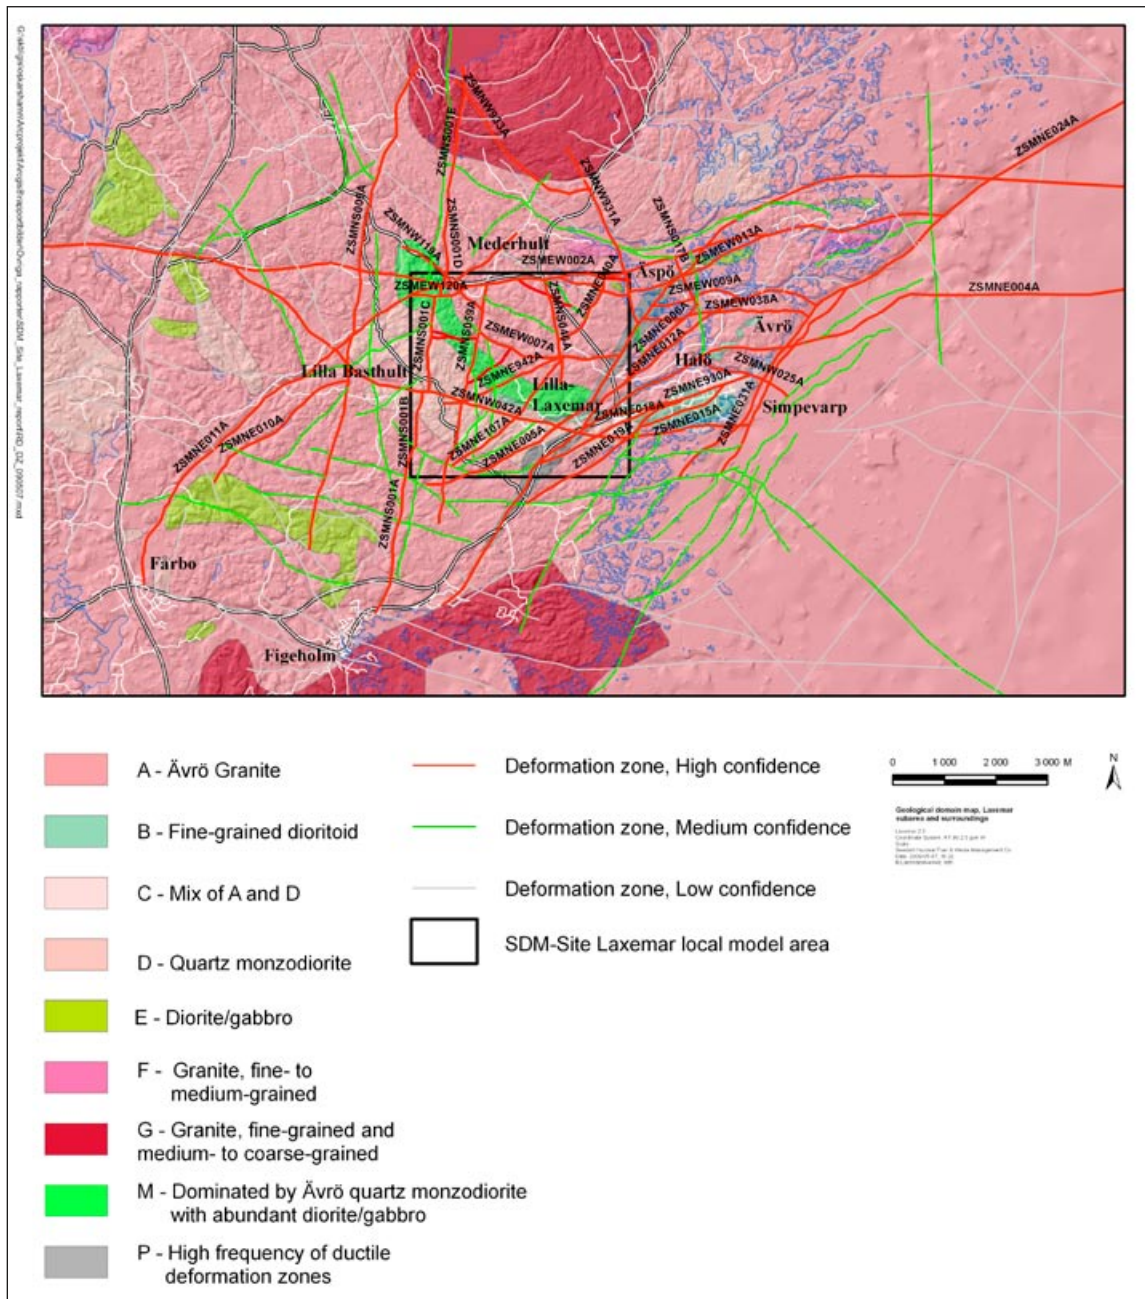 ZSMNW933A
ZSMNS001E
ZSMNE024A
ZSMNW931A
ZSMNS009A
ZSMNW119A
ZSMNS001D
Mederhult
ZSMNS017B
ZSMEW013A
ZSMEW002A
ZSMNE040A
Äspö
ZSMEW120A
ZSMEW009A
ZSMNE004A
ZSMEW038A
ZSMNS001C
ZSMNS059A
ZSMNS046A
ZSMNE006A
Ävrö
ZSMEW007A
ZSMNE012A
Halö
ZSMNW025A
Lilla Basthult
ZSMNE942A
Lilla-
Laxemar
ZSMNE930A
ZSMNW042A
ZSMNE018A
Simpevarp
ZSMNE031A
ZSMNS001B
ZSMNE015A
ZSMNE011A
ZSMNE010A
ZSMNE107A
ZSMNE005A
ZSMNE019A
ZSMNS001A
Fårbo
Figeholm
A - Ävrö Granite
B - Fine-grained dioritoid
C - Mix of A and D
D - Quartz monzodiorite
E - Diorite/gabbro
F - Granite, fine- to
medium-grained
G - Granite, fine-grained and
medium- to coarse-grained
M - Dominated by Ävrö quartz monzodiorite
with abundant diorite/gabbro
P - High frequency of ductile
deformation zones
Deformation zone, High confidence
Deformation zone, Medium confidence
Deformation zone, Low confidence
SDM-Site Laxemar local model area
0 1 000 2 000 3 000 M
N
Geological domain map, Laxemar
subarea and surroundings